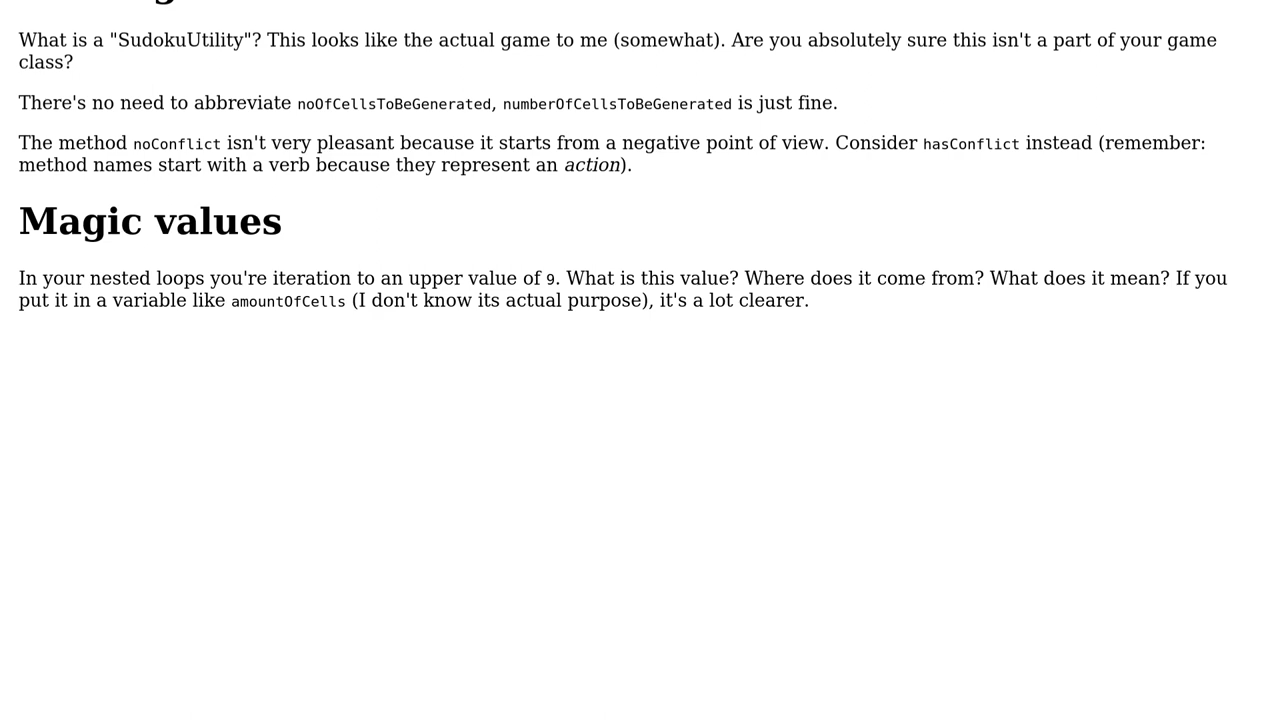 What is a "SudokuUtility"? This looks like the actual game to me (somewhat). Are you absolutely sure this isn't a part of your game
class?
There's no need to abbreviate noOfCellsToBeGenerated, numberOfCellsToBeGenerated is just fine.
The method noConflict isn't very pleasant because it starts from a negative point of view. Consider hasConflict instead (remember:
method names start with a verb because they represent an action).
Magic values
In your nested loops you're iteration to an upper value of 9. What is this value? Where does it come from? What does it mean? If you
put it in a variable like amountOfCells (I don't know its actual purpose), it's a lot clearer.